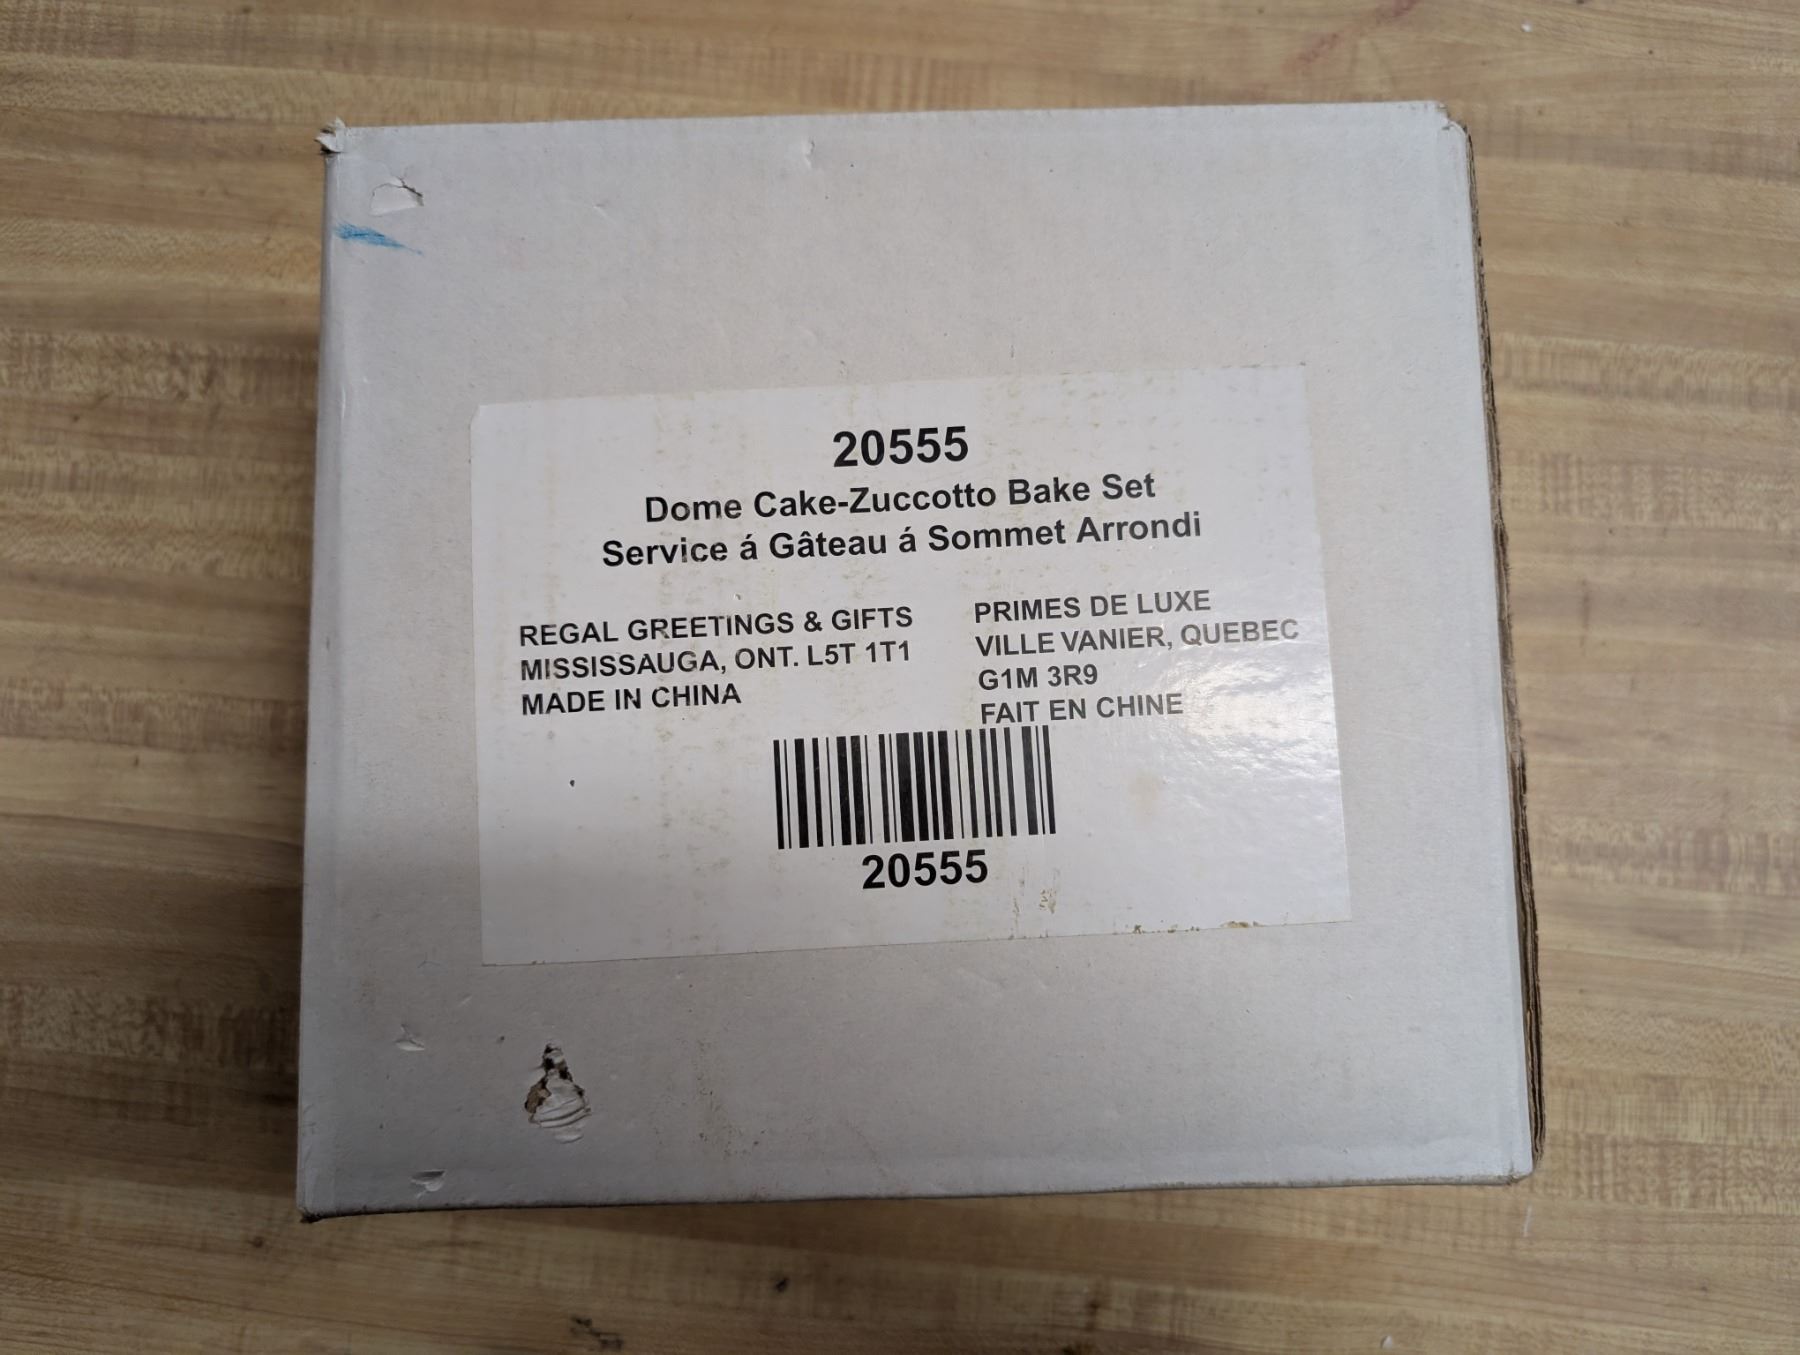 20555
Dome Cake-Zuccotto Bake Set
Service á Gâteau á Sommet Arrondi
REGAL GREETINGS & GIFTS
MISSISSAUGA, ONT. L5T 1T1
MADE IN CHINA
PRIMES DE LUXE
VILLE VANIER, QUEBEC
G1M 3R9
FAIT EN CHINE
20555